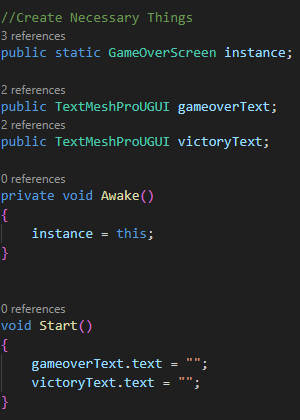 //Create Necessary Things
3 references
public static GameOverScreen instance;
2 references
public TextMeshProUGUI gameoverText;
2 references
public TextMeshProUGUI victoryText;
0 references
private void Awake()
{
    instance = this;
}
0 references
void Start()
{
    gameoverText.text = "";
    victoryText.text = "";
}